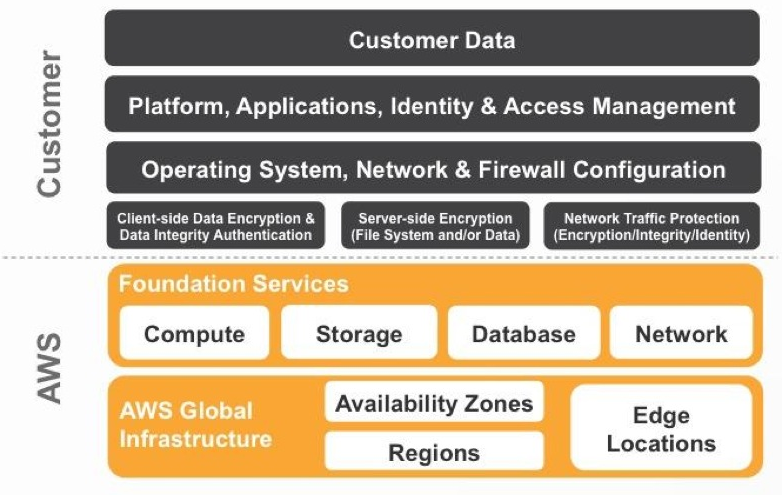 Customer
Customer Data
Platform, Applications, Identity & Access Management
Operating System, Network & Firewall Configuration
Client-side Data Encryption &
Data Integrity Authentication
Server-side Encryption
(File System and/or Data)
Network Traffic Protection
(Encryption/Integrity/Identity)
AWS
Foundation Services
Compute
Storage
Database
Network
AWS Global
Infrastructure
Availability Zones
Regions
Edge
Locations